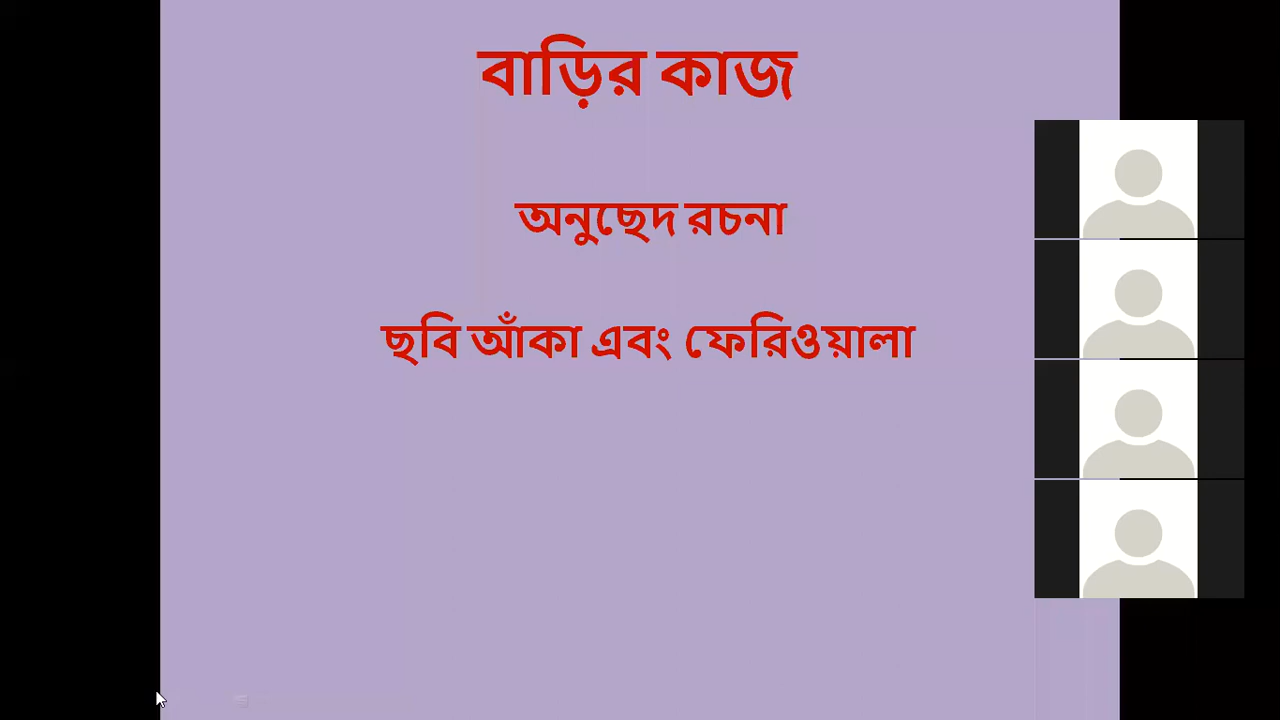 বাড়ির কাজ
অনুছেদ রচনা
ছবি আঁকা এবং ফেরিওয়ালা